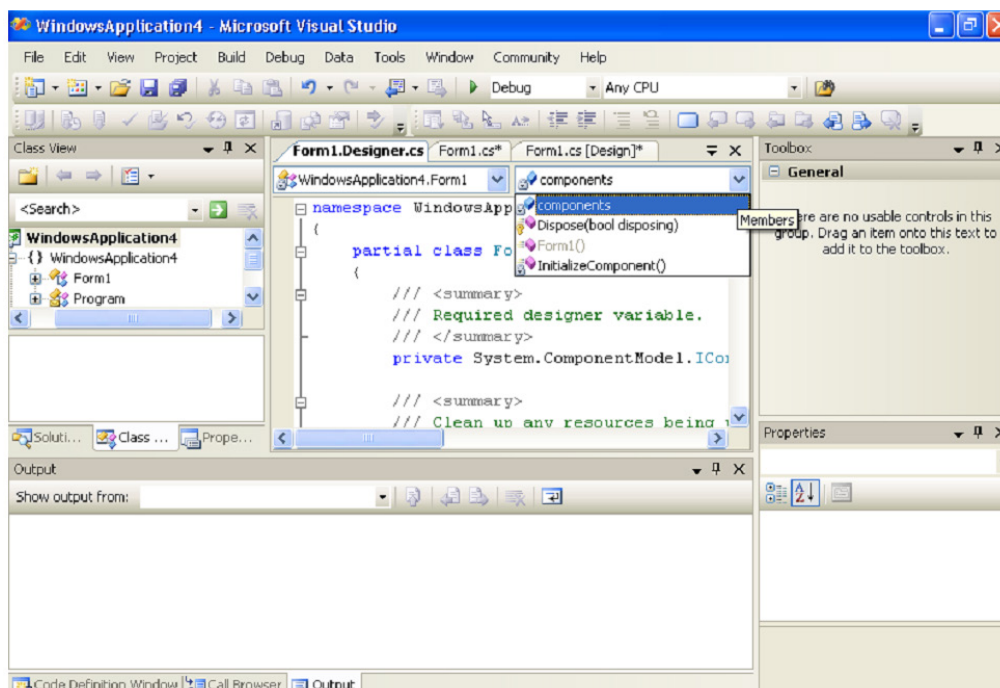 WindowsApplication4 - Microsoft Visual Studio
File Edit View Project Build Debug Data Tools Window Community Help
Debug Any CPU
Class View
Form1.Designer.cs Form1.cs* Form1.cs [Design]*
Toolbox
WindowsApplication4.Form1 components
General
<Search>
components
Dispose(bool disposing)
Form1()
InitializeComponent()
Members
are no usable controls in this
group. Drag an item onto this text to
add it to the toolbox.
WindowsApplication4
{} WindowsApplication4
Form1
Program
namespace WindowsApp
{
partial class Fo
{
/// <summary>
/// Required designer variable.
/// </summary>
private System.ComponentModel.ICo
/// <summary>
/// Clean up any resources being
Soluti... Class ... Prope...
Properties
Output
Show output from:
Code Definition Window Call Browser Output